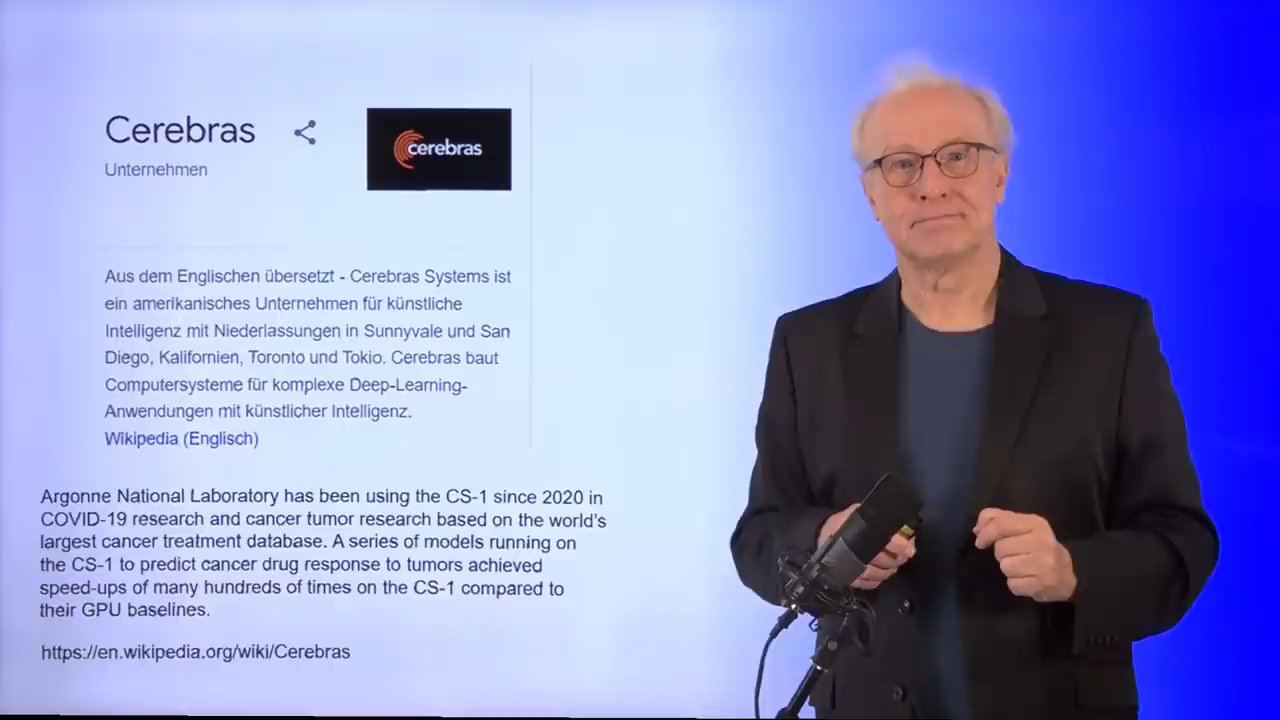 Cerebras
Unternehmen
cerebras
Aus dem Englischen übersetzt - Cerebras Systems ist
ein amerikanisches Unternehmen für künstliche
Intelligenz mit Niederlassungen in Sunnyvale und San
Diego, Kalifornien, Toronto und Tokio. Cerebras baut
Computersysteme für komplexe Deep-Learning-
Anwendungen mit künstlicher Intelligenz.
Wikipedia (Englisch)
Argonne National Laboratory has been using the CS-1 since 2020 in
COVID-19 research and cancer tumor research based on the world's
largest cancer treatment database. A series of models running on
the CS-1 to predict cancer drug response to tumors achieved
speed-ups of many hundreds of times on the CS-1 compared to
their GPU baselines.
https://en.wikipedia.org/wiki/Cerebras